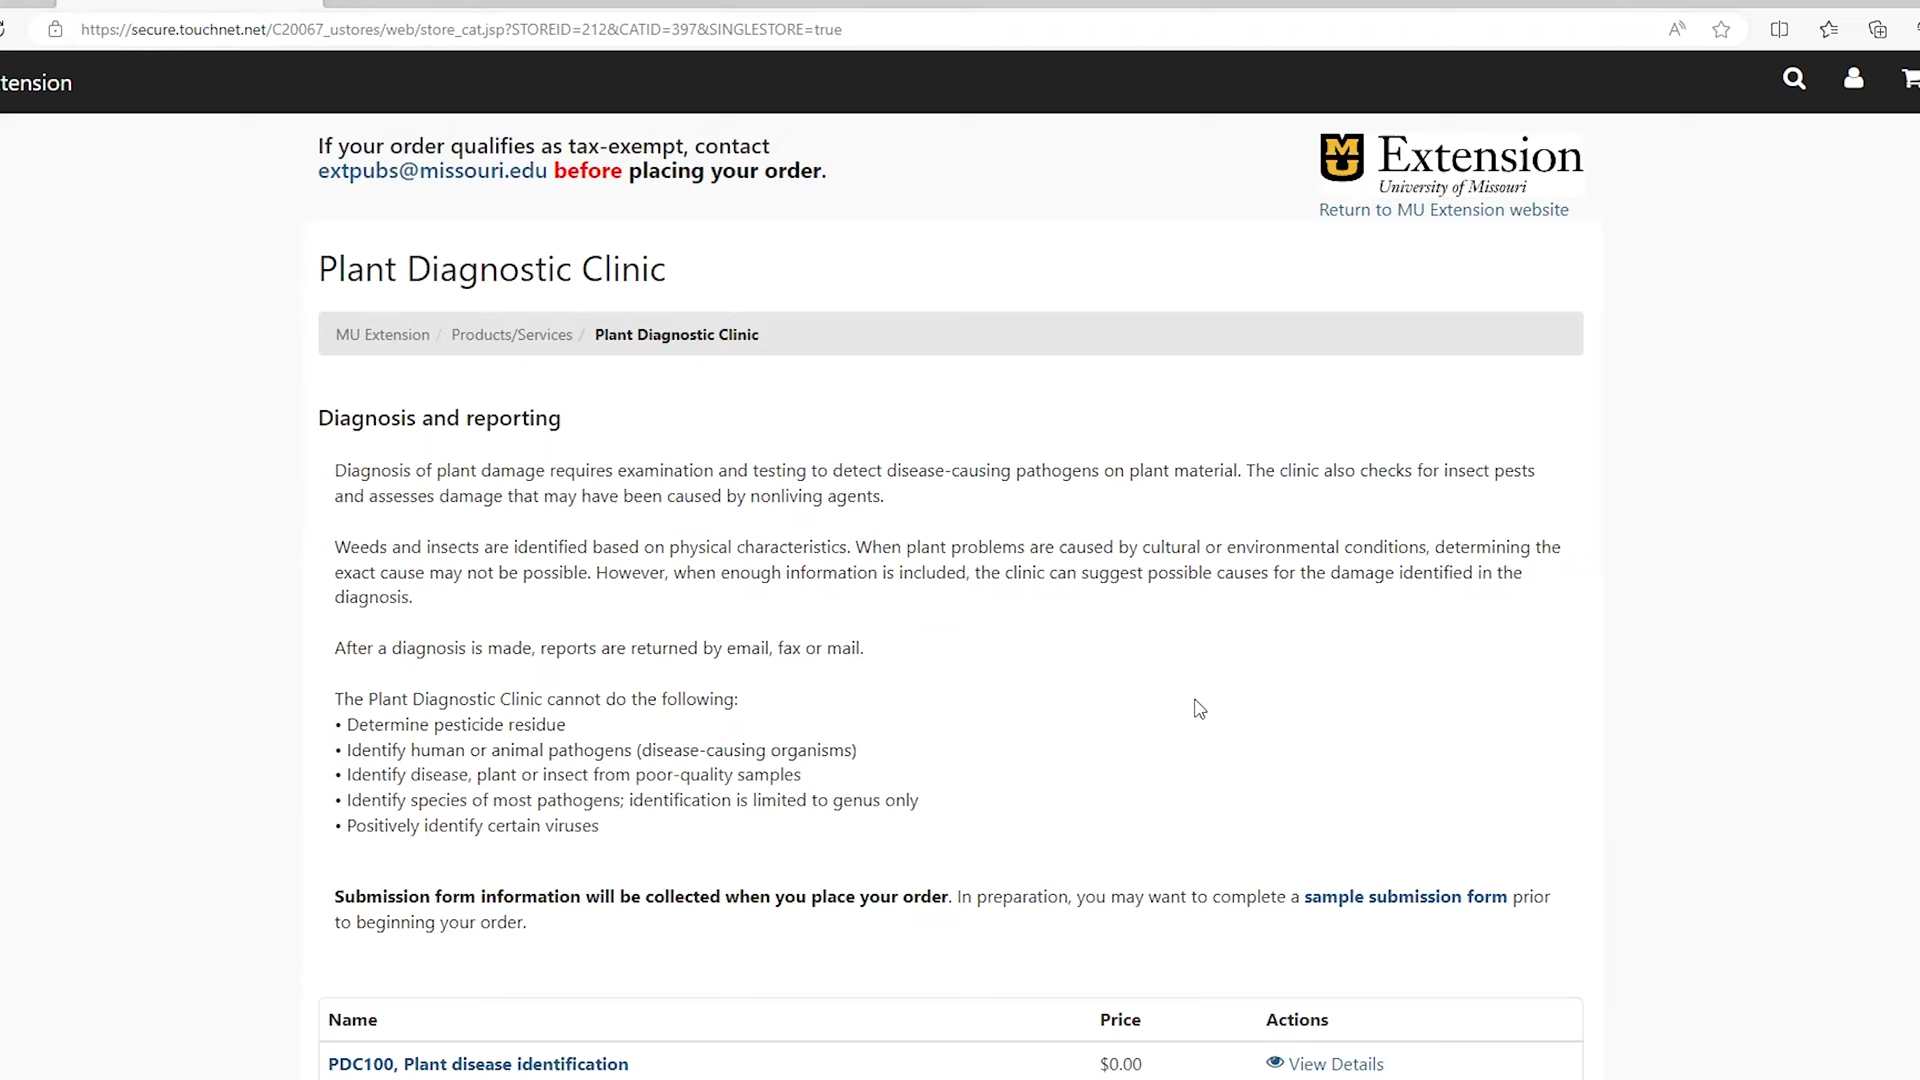 https://secure.touchnet.net/C20067_ustores/web/store_cat.jsp?STOREID=212&CATID=397&SINGLESTORE=true
tension
If your order qualifies as tax-exempt, contact
extpubs@missouri.edu before placing your order.
MU Extension
University of Missouri
Return to MU Extension website
Plant Diagnostic Clinic
MU Extension / Products/Services / Plant Diagnostic Clinic
Diagnosis and reporting
Diagnosis of plant damage requires examination and testing to detect disease-causing pathogens on plant material. The clinic also checks for insect pests
and assesses damage that may have been caused by nonliving agents.
Weeds and insects are identified based on physical characteristics. When plant problems are caused by cultural or environmental conditions, determining the
exact cause may not be possible. However, when enough information is included, the clinic can suggest possible causes for the damage identified in the
diagnosis.
After a diagnosis is made, reports are returned by email, fax or mail.
The Plant Diagnostic Clinic cannot do the following:
• Determine pesticide residue
• Identify human or animal pathogens (disease-causing organisms)
• Identify disease, plant or insect from poor-quality samples
• Identify species of most pathogens; identification is limited to genus only
• Positively identify certain viruses
Submission form information will be collected when you place your order. In preparation, you may want to complete a sample submission form prior
to beginning your order.
Name Price Actions
PDC100, Plant disease identification $0.00 View Details